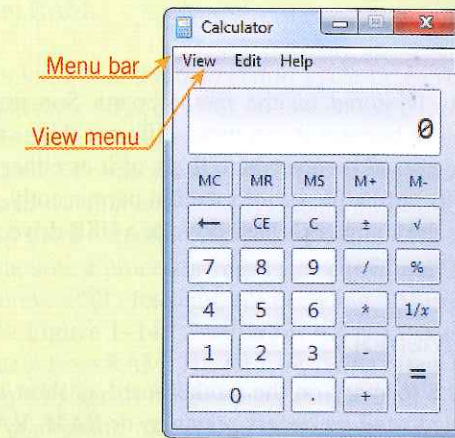 Calculator
View Edit Help
Menu bar
View menu
0
MC MR MS M+ M-
← CE C ± √
7 8 9 / %
4 5 6 * 1/x
1 2 3 - =
0 +